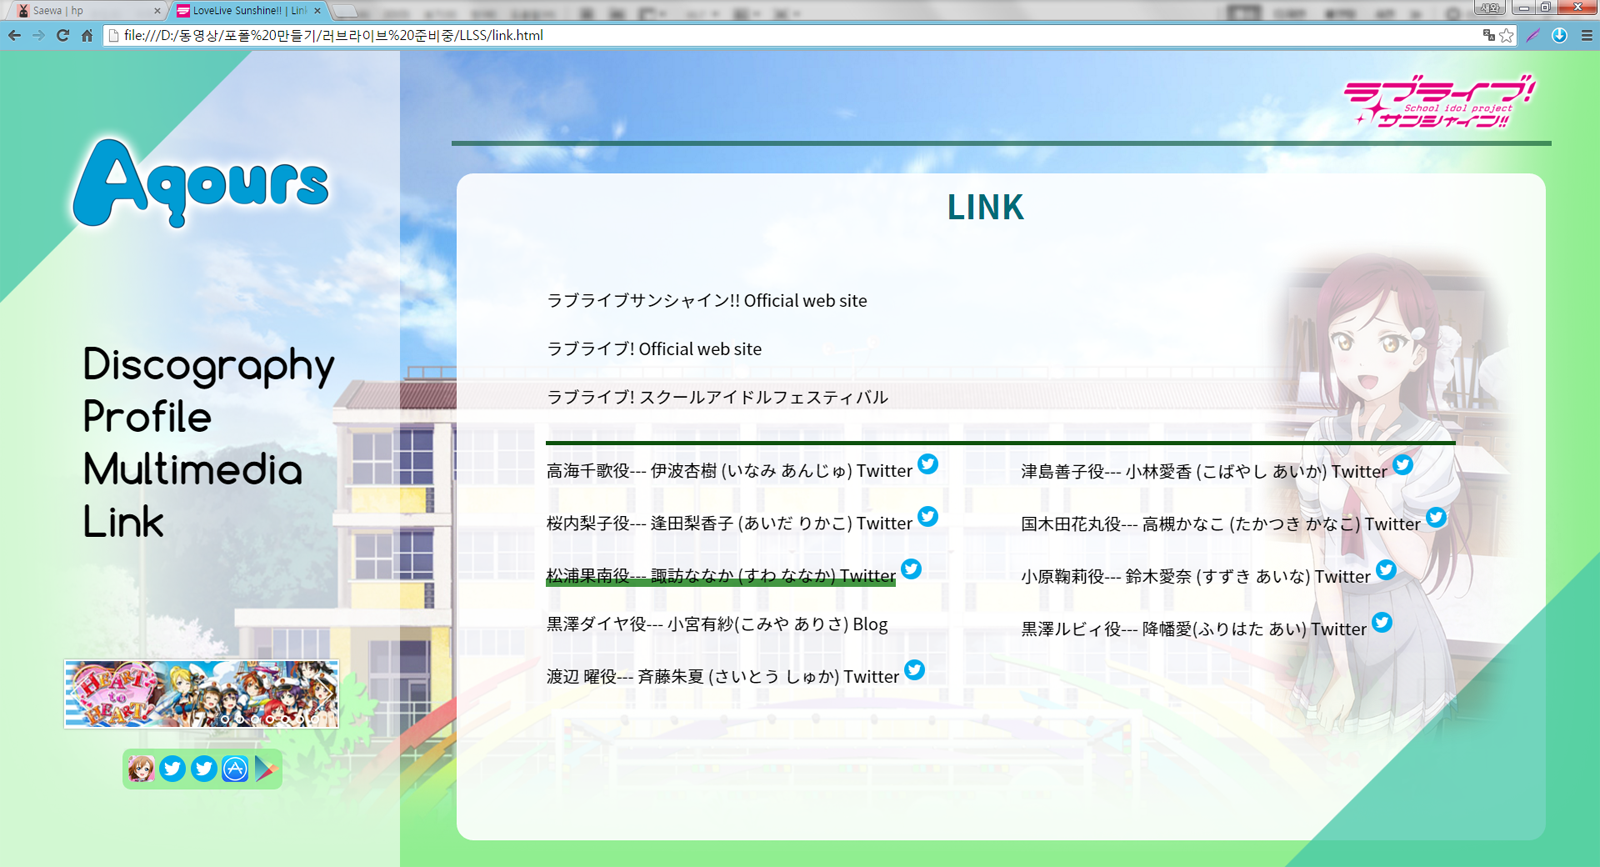 Saewa | hp
LoveLive Sunshine!! | Lin
새와
file:///D:/동영상/포폴%20만들기/러브라이브%20준비중/LLSS/link.html
ラブライブ!
School idol project
サンシャイン!!
Aqours
LINK
ラブライブサンシャイン!! Official web site
ラブライブ! Official web site
ラブライブ! スクールアイドルフェスティバル
Discography
Profile
Multimedia
Link
高海千歌役--- 伊波杏樹 (いなみ あんじゅ) Twitter
桜内梨子役--- 逢田梨香子 (あいだ りかこ) Twitter
松浦果南役--- 諏訪ななか (すわ ななか) Twitter
黒澤ダイヤ役--- 小宮有紗(こみや ありさ) Blog
渡辺 曜役--- 斉藤朱夏 (さいとう しゅか) Twitter
津島善子役--- 小林愛香 (こばやし あいか) Twitter
国木田花丸役--- 高槻かなこ (たかつき かなこ) Twitter
小原鞠莉役--- 鈴木愛奈 (すずき あいな) Twitter
黒澤ルビィ役--- 降幡愛(ふりはた あい) Twitter
HEART
to
HEART!